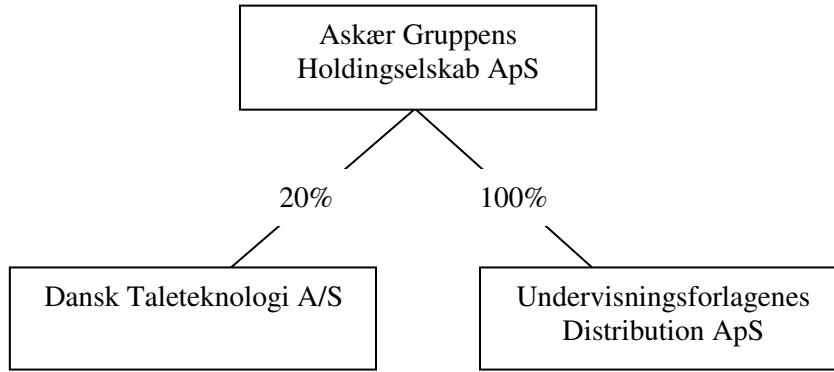 Askær Gruppens
Holdingselskab ApS
20%
100%
Dansk Taleteknologi A/S
Undervisningsforlagenes
Distribution ApS